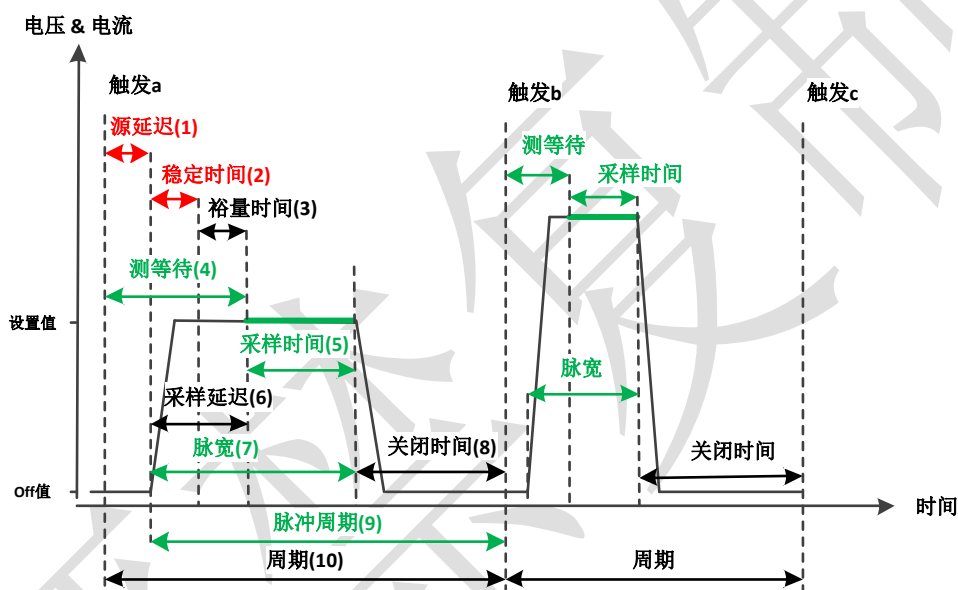 电压 & 电流
触发a
触发b
触发c
源延迟(1)
测等待
稳定时间(2)
采样时间
裕量时间(3)
测等待(4)
设置值
采样时间(5)
脉宽
采样延迟(6)
脉宽(7)
关闭时间(8)
关闭时间
Off值
时间
脉冲周期(9)
周期(10)
周期